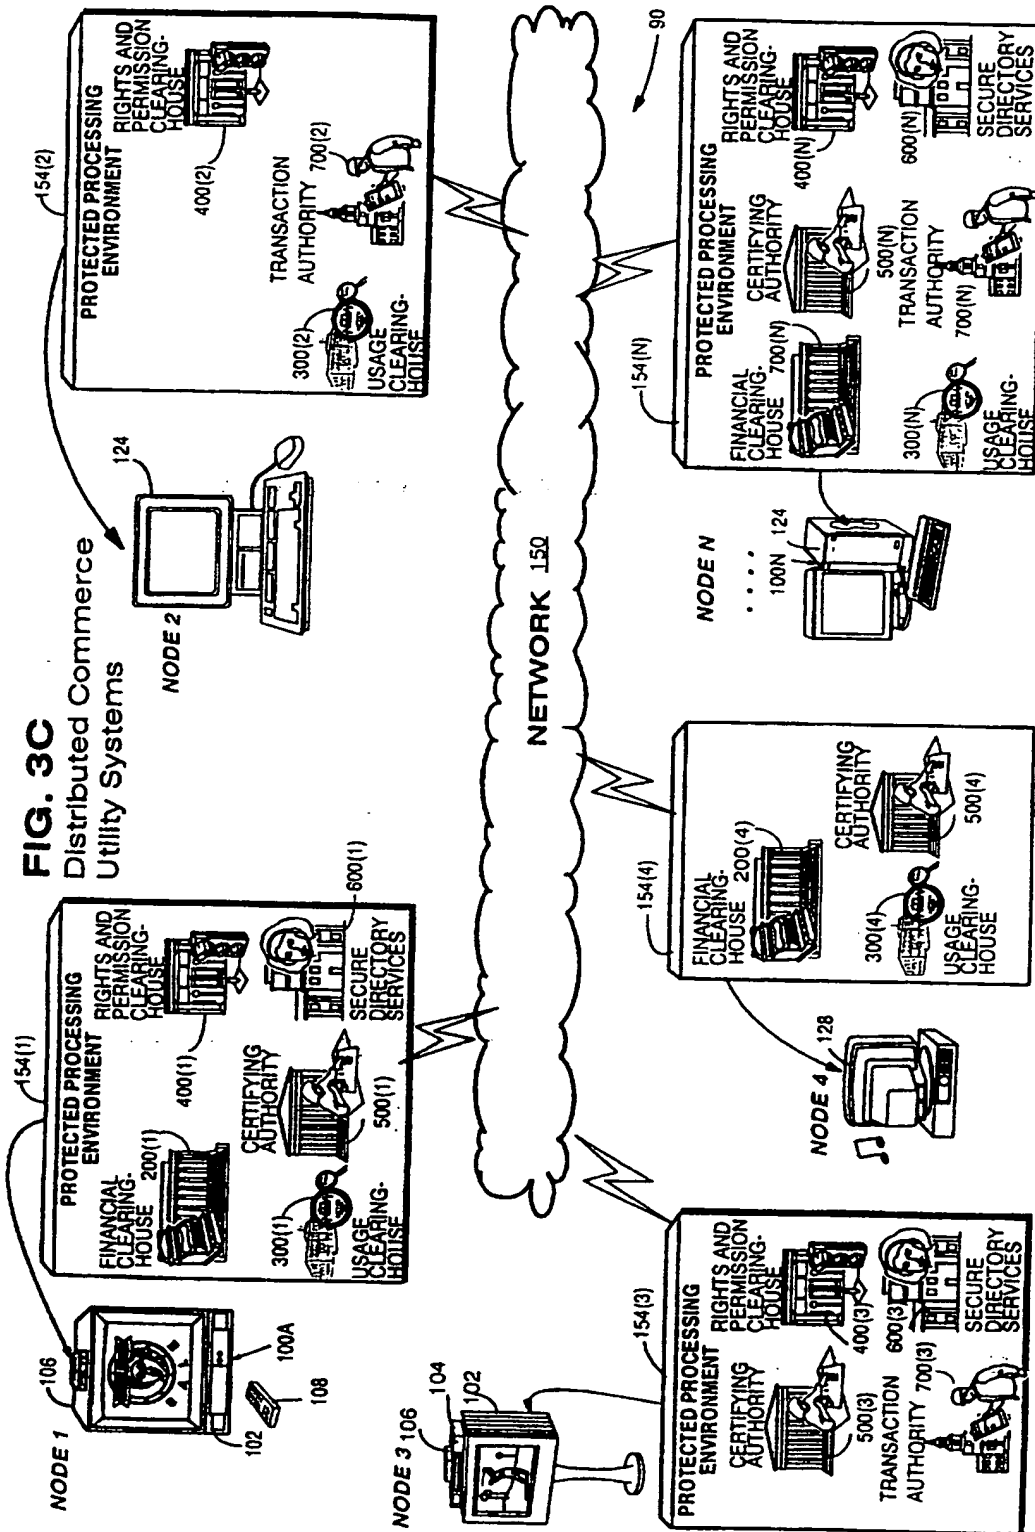 FIG. 3C
Distributed Commerce
Utility Systems
NODE 1
106
102
100A
108
154(1)
PROTECTED PROCESSING
ENVIRONMENT
FINANCIAL
CLEARING-
HOUSE
200(1)
RIGHTS AND
PERMISSION
CLEARING-
HOUSE
400(1)
300(1)
USAGE
CLEARING-
HOUSE
CERTIFYING
AUTHORITY
500(1)
600(1)
SECURE
DIRECTORY
SERVICES
NODE 2
124
154(2)
PROTECTED PROCESSING
ENVIRONMENT
RIGHTS AND
PERMISSION
CLEARING-
HOUSE
400(2)
300(2)
USAGE
CLEARING-
HOUSE
TRANSACTION
AUTHORITY
700(2)
NETWORK 150
90
NODE 3
106
104
102
154(3)
PROTECTED PROCESSING
ENVIRONMENT
CERTIFYING
AUTHORITY
500(3)
RIGHTS AND
PERMISSION
CLEARING-
HOUSE
400(3)
600(3)
SECURE
DIRECTORY
SERVICES
TRANSACTION
AUTHORITY
700(3)
NODE 4
128
154(4)
FINANCIAL
CLEARING-
HOUSE
200(4)
300(4)
USAGE
CLEARING-
HOUSE
CERTIFYING
AUTHORITY
500(4)
NODE N
. . . .
100N
124
154(N)
PROTECTED PROCESSING
ENVIRONMENT
FINANCIAL
CLEARING-
HOUSE
700(N)
CERTIFYING
AUTHORITY
500(N)
RIGHTS AND
PERMISSION
CLEARING-
HOUSE
400(N)
300(N)
USAGE
CLEARING-
HOUSE
TRANSACTION
AUTHORITY
700(N)
600(N)
SECURE
DIRECTORY
SERVICES